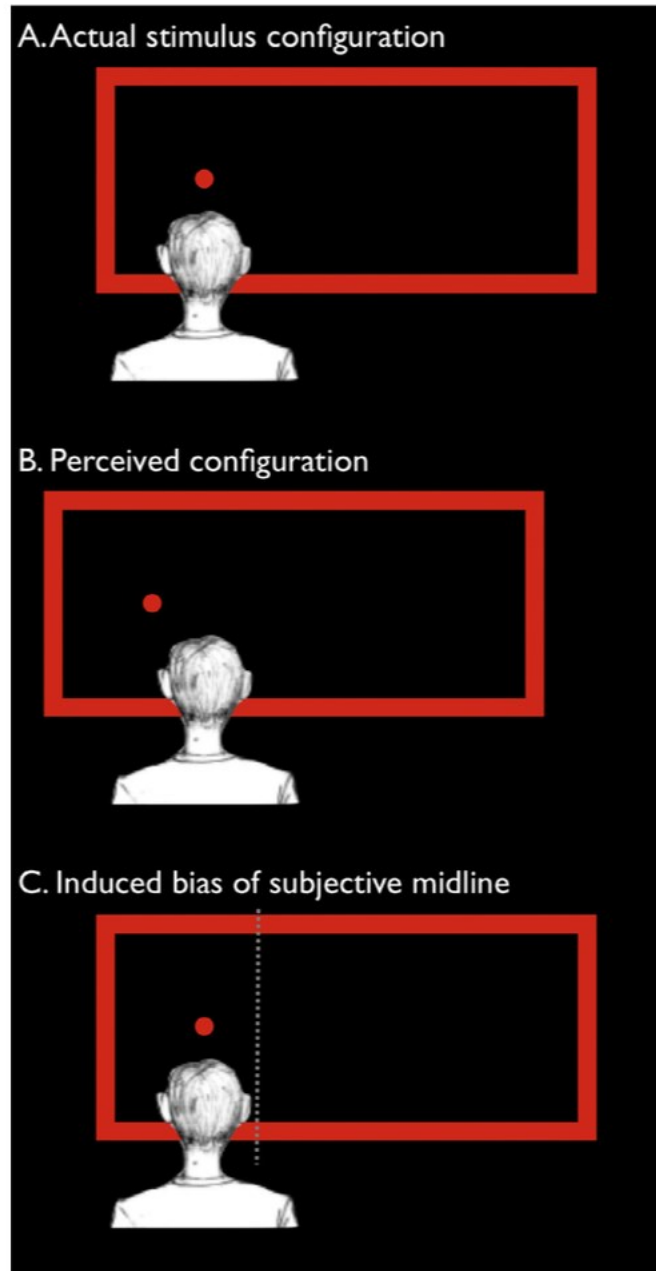 A. Actual stimulus configuration
B. Perceived configuration
C. Induced bias of subjective midline